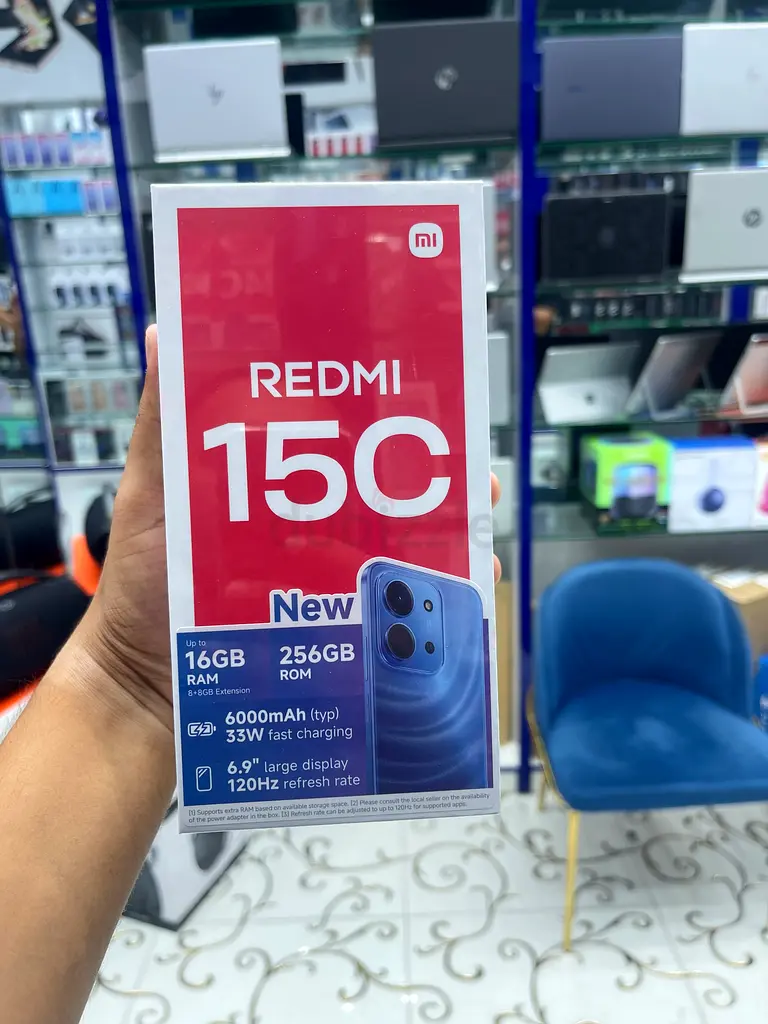 mi
REDMI
15C
dubizzle
New
Up to
16GB
RAM
8+8GB Extension
256GB
ROM
6000mAh (typ)
33W fast charging
6.9" large display
120Hz refresh rate
[1] Supports extra RAM based on available storage space. [2] Please consult the local seller on the availability
of the power adapter in the box. [3] Refresh rate can be adjusted to up to 120Hz for supported apps.
hp